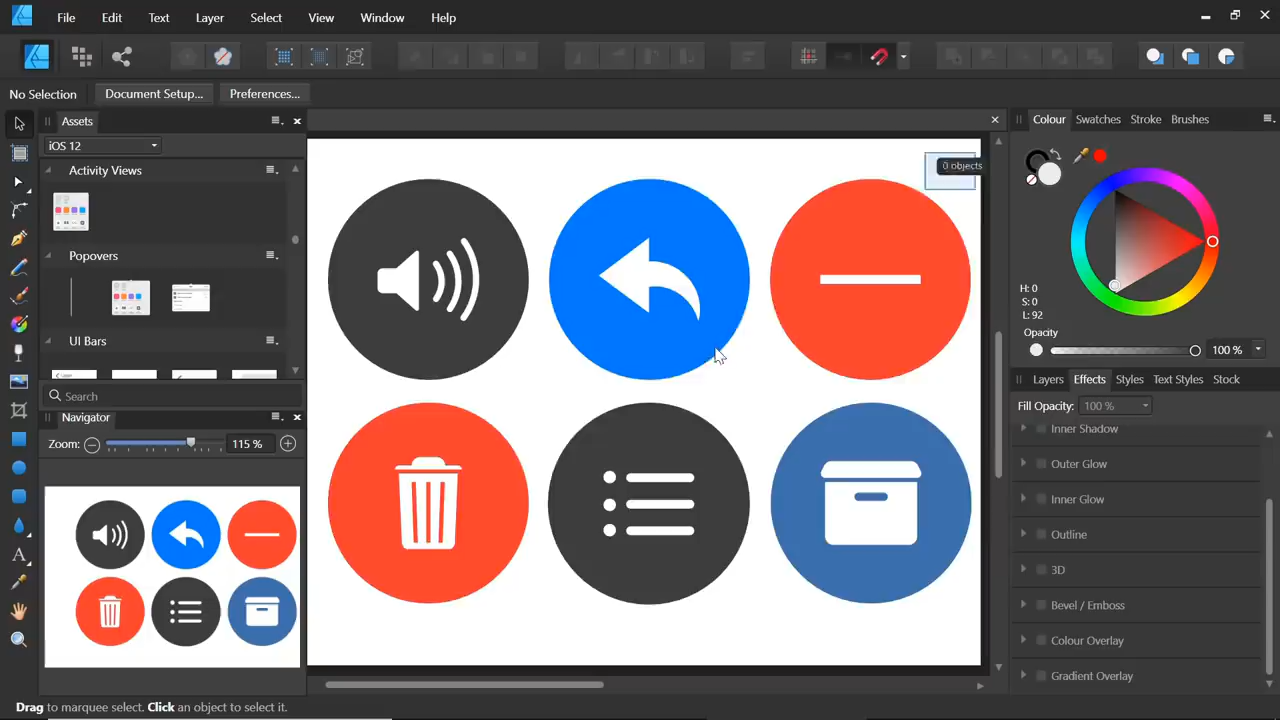 File Edit Text Layer Select View Window Help
No Selection Document Setup... Preferences...
Assets
iOS 12
Activity Views
Popovers
UI Bars
Search
Navigator
Zoom: 115 %
0 objects
Colour Swatches Stroke Brushes
H: 0
S: 0
L: 92
Opacity
100 %
Layers Effects Styles Text Styles Stock
Fill Opacity: 100 %
Inner Shadow
Outer Glow
Inner Glow
Outline
3D
Bevel / Emboss
Colour Overlay
Gradient Overlay
Drag to marquee select. Click an object to select it.